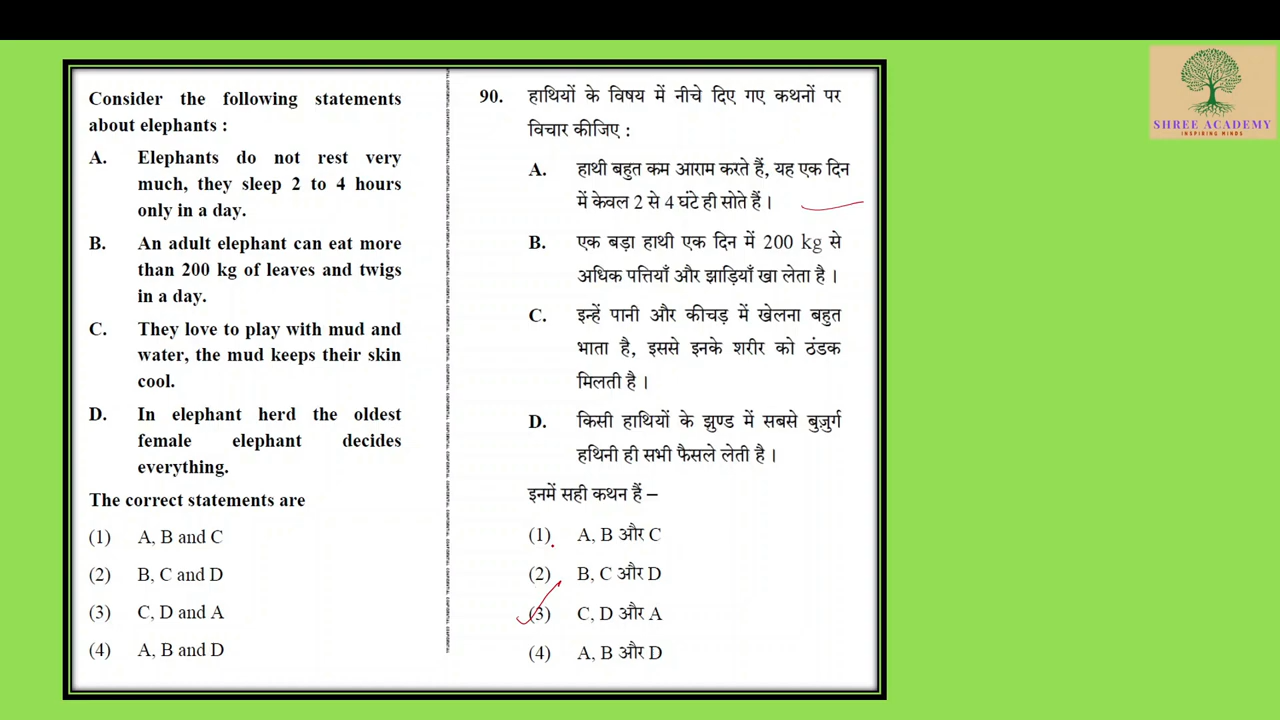 Consider the following statements
about elephants :
A. Elephants do not rest very
much, they sleep 2 to 4 hours
only in a day.
B. An adult elephant can eat more
than 200 kg of leaves and twigs
in a day.
C. They love to play with mud and
water, the mud keeps their skin
cool.
D. In elephant herd the oldest
female elephant decides
everything.
The correct statements are
(1) A, B and C
(2) B, C and D
(3) C, D and A
(4) A, B and D
90. हाथियों के विषय में नीचे दिए गए कथनों पर
विचार कीजिए :
A. हाथी बहुत कम आराम करते हैं, यह एक दिन
में केवल 2 से 4 घंटे ही सोते हैं ।
B. एक बड़ा हाथी एक दिन में 200 kg से
अधिक पत्तियाँ और झाड़ियाँ खा लेता है ।
C. इन्हें पानी और कीचड़ में खेलना बहुत
भाता है, इससे इनके शरीर को ठंडक
मिलती है ।
D. किसी हाथियों के झुण्ड में सबसे बुज़ुर्ग
हथिनी ही सभी फैसले लेती है ।
इनमें सही कथन हैं –
(1) A, B और C
(2) B, C और D
(3) C, D और A
(4) A, B और D
SHREE ACADEMY
INSPIRING MINDS